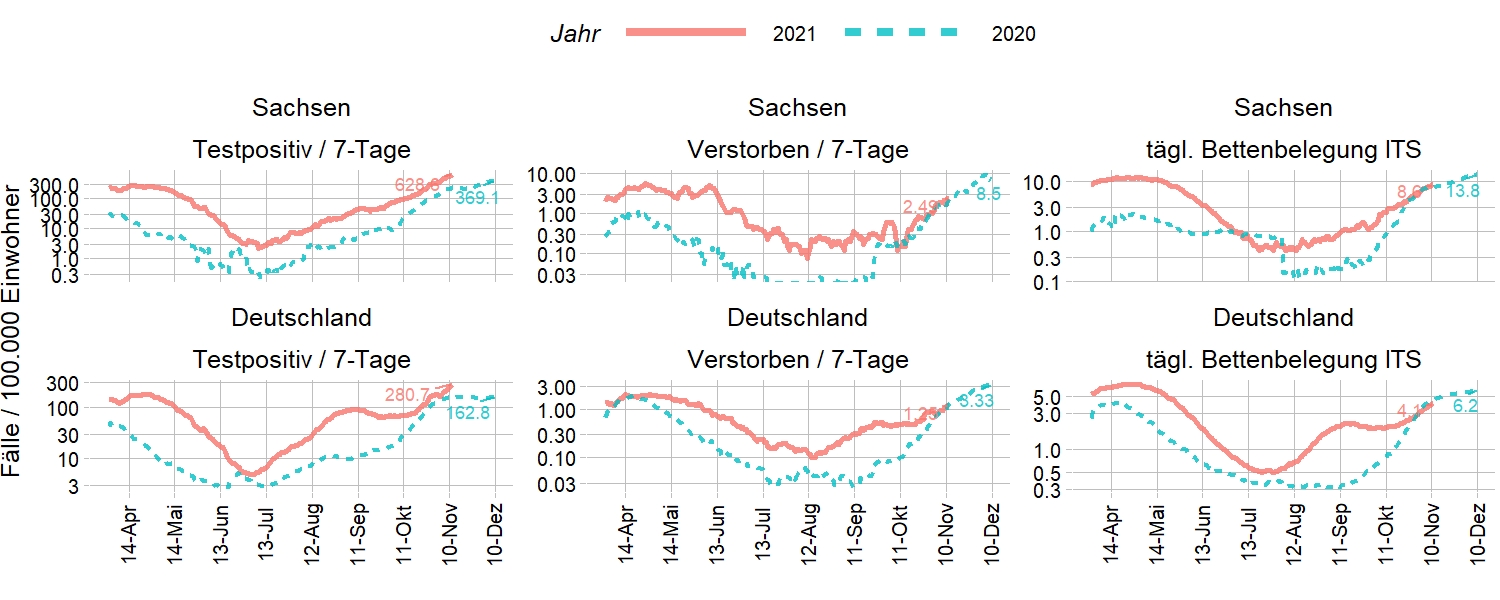 Jahr 2021 2020
Fälle / 100.000 Einwohner
Sachsen
Testpositiv / 7-Tage
300.0
100.0
30.0
10.0
3.0
1.0
0.3
369.1
Sachsen
Verstorben / 7-Tage
10.00
3.00
1.00
0.30
0.10
0.03
2.49
8.5
Sachsen
tägl. Bettenbelegung ITS
10.0
3.0
1.0
0.3
0.1
13.8
Deutschland
Testpositiv / 7-Tage
300
100
30
10
3
280.7
162.8
14-Apr
14-Mai
13-Jun
13-Jul
12-Aug
11-Sep
11-Okt
10-Nov
10-Dez
Deutschland
Verstorben / 7-Tage
3.00
1.00
0.30
0.10
0.03
3.33
14-Apr
14-Mai
13-Jun
13-Jul
12-Aug
11-Sep
11-Okt
10-Nov
10-Dez
Deutschland
tägl. Bettenbelegung ITS
5.0
3.0
1.0
0.5
0.3
6.2
14-Apr
14-Mai
13-Jun
13-Jul
12-Aug
11-Sep
11-Okt
10-Nov
10-Dez